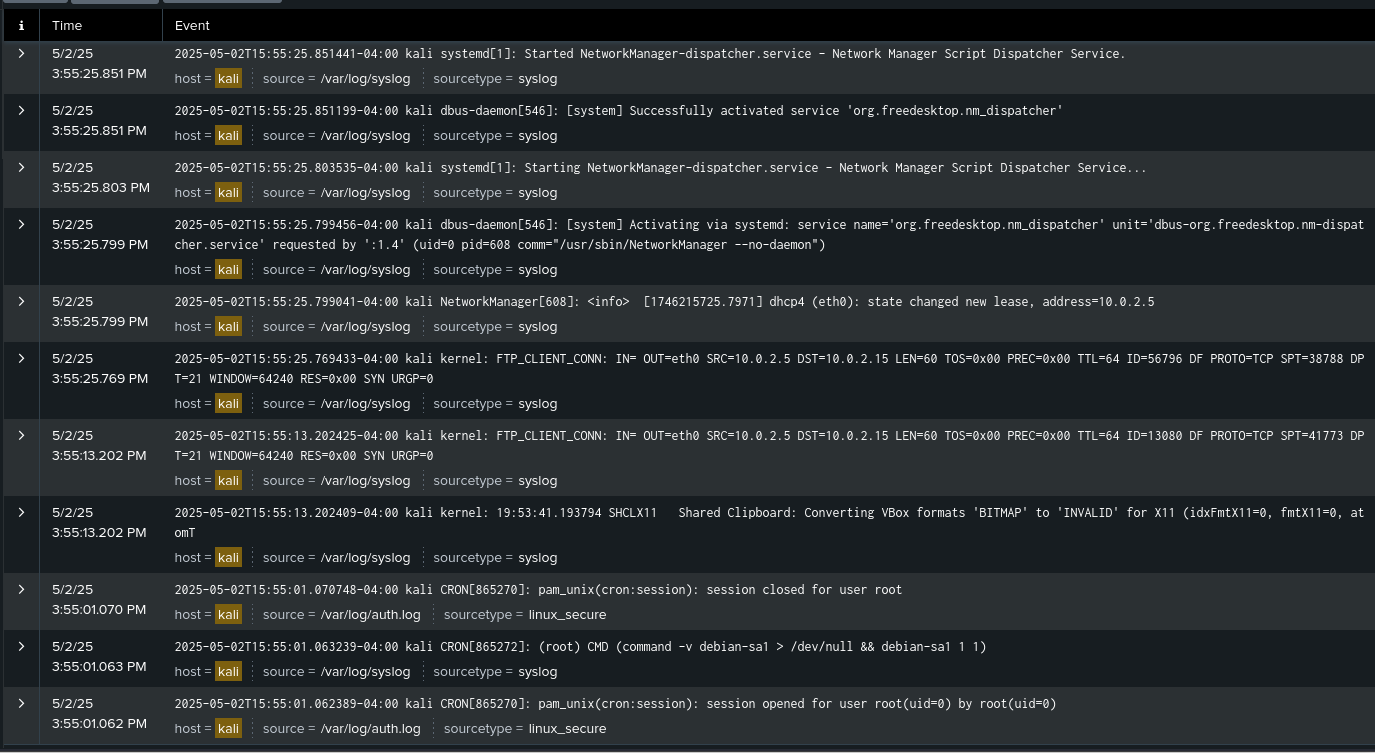 i Time Event
5/2/25
3:55:25.851 PM
2025-05-02T15:55:25.851441-04:00 kali systemd[1]: Started NetworkManager-dispatcher.service - Network Manager Script Dispatcher Service.
host = kali source = /var/log/syslog sourcetype = syslog
5/2/25
3:55:25.851 PM
2025-05-02T15:55:25.851199-04:00 kali dbus-daemon[546]: [system] Successfully activated service 'org.freedesktop.nm_dispatcher'
host = kali source = /var/log/syslog sourcetype = syslog
5/2/25
3:55:25.803 PM
2025-05-02T15:55:25.803535-04:00 kali systemd[1]: Starting NetworkManager-dispatcher.service - Network Manager Script Dispatcher Service...
host = kali source = /var/log/syslog sourcetype = syslog
5/2/25
3:55:25.799 PM
2025-05-02T15:55:25.799456-04:00 kali dbus-daemon[546]: [system] Activating via systemd: service name='org.freedesktop.nm_dispatcher' unit='dbus-org.freedesktop.nm-dispat
cher.service' requested by ':1.4' (uid=0 pid=608 comm="/usr/sbin/NetworkManager --no-daemon")
host = kali source = /var/log/syslog sourcetype = syslog
5/2/25
3:55:25.799 PM
2025-05-02T15:55:25.799041-04:00 kali NetworkManager[608]: <info>  [1746215725.7971] dhcp4 (eth0): state changed new lease, address=10.0.2.5
host = kali source = /var/log/syslog sourcetype = syslog
5/2/25
3:55:25.769 PM
2025-05-02T15:55:25.769433-04:00 kali kernel: FTP_CLIENT_CONN: IN= OUT=eth0 SRC=10.0.2.5 DST=10.0.2.15 LEN=60 TOS=0x00 PREC=0x00 TTL=64 ID=56796 DF PROTO=TCP SPT=38788 DP
T=21 WINDOW=64240 RES=0x00 SYN URGP=0
host = kali source = /var/log/syslog sourcetype = syslog
5/2/25
3:55:13.202 PM
2025-05-02T15:55:13.202425-04:00 kali kernel: FTP_CLIENT_CONN: IN= OUT=eth0 SRC=10.0.2.5 DST=10.0.2.15 LEN=60 TOS=0x00 PREC=0x00 TTL=64 ID=13080 DF PROTO=TCP SPT=41773 DP
T=21 WINDOW=64240 RES=0x00 SYN URGP=0
host = kali source = /var/log/syslog sourcetype = syslog
5/2/25
3:55:13.202 PM
2025-05-02T15:55:13.202409-04:00 kali kernel: 19:53:41.193794 SHCLX11   Shared Clipboard: Converting VBox formats 'BITMAP' to 'INVALID' for X11 (idxFmtX11=0, fmtX11=0, at
omT
host = kali source = /var/log/syslog sourcetype = syslog
5/2/25
3:55:01.070 PM
2025-05-02T15:55:01.070748-04:00 kali CRON[865270]: pam_unix(cron:session): session closed for user root
host = kali source = /var/log/auth.log sourcetype = linux_secure
5/2/25
3:55:01.063 PM
2025-05-02T15:55:01.063239-04:00 kali CRON[865272]: (root) CMD (command -v debian-sa1 > /dev/null && debian-sa1 1 1)
host = kali source = /var/log/syslog sourcetype = syslog
5/2/25
3:55:01.062 PM
2025-05-02T15:55:01.062389-04:00 kali CRON[865270]: pam_unix(cron:session): session opened for user root(uid=0) by root(uid=0)
host = kali source = /var/log/auth.log sourcetype = linux_secure